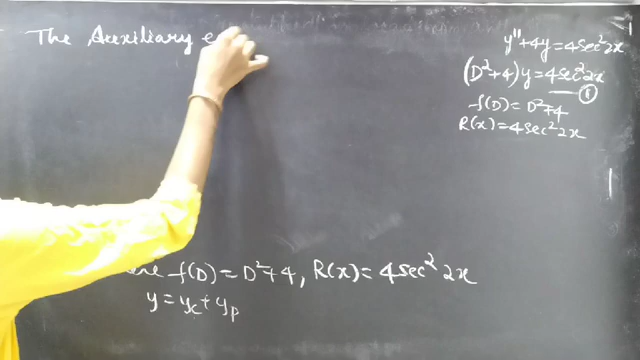 The Auxiliary e
y'' + 4y = 4sec²2x
(D²+4)y = 4sec²2x
①
f(D) = D²+4
R(x) = 4sec²2x
f(D) = D²+4, R(x) = 4sec²2x
y = yc + yp